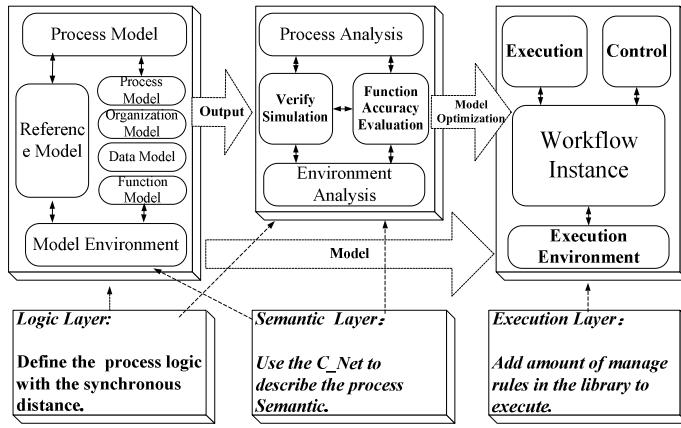 Process Model
Process
Model
Organization
Model
Data Model
Function
Model
Referenc
e Model
Model Environment
Output
Process Analysis
Verify
Simulation
Function
Accuracy
Evaluation
Environment
Analysis
Model
Optimization
Execution
Control
Workflow
Instance
Execution
Environment
Model
Logic Layer:
Define the process logic
with the synchronous
distance.
Semantic Layer：
Use the C_Net to
describe the process
Semantic.
Execution Layer：
Add amount of manage
rules in the library to
execute.